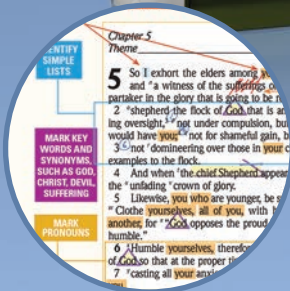 Chapter 5
Theme
IDENTIFY
SIMPLE
LISTS
MARK KEY
WORDS AND
SYNONYMS,
SUCH AS GOD,
CHRIST, DEVIL,
SUFFERING
MARK
PRONOUNS
5 So I exhort the elders among
and a witness of the sufferings
partaker in the glory that is going to be
2 shepherd the flock of God that is
ing oversight, not under compulsion, but
would have you; not for shameful gain,
3 not domineering over those in your
examples to the flock.
4 And when the chief Shepherd appear
the unfading crown of glory.
5 Likewise, you who are younger, be
Clothe yourselves, all of you, with
another, for "God opposes the proud
humble."
6 Humble yourselves, therefo
of God so that at the proper
7 casting all your